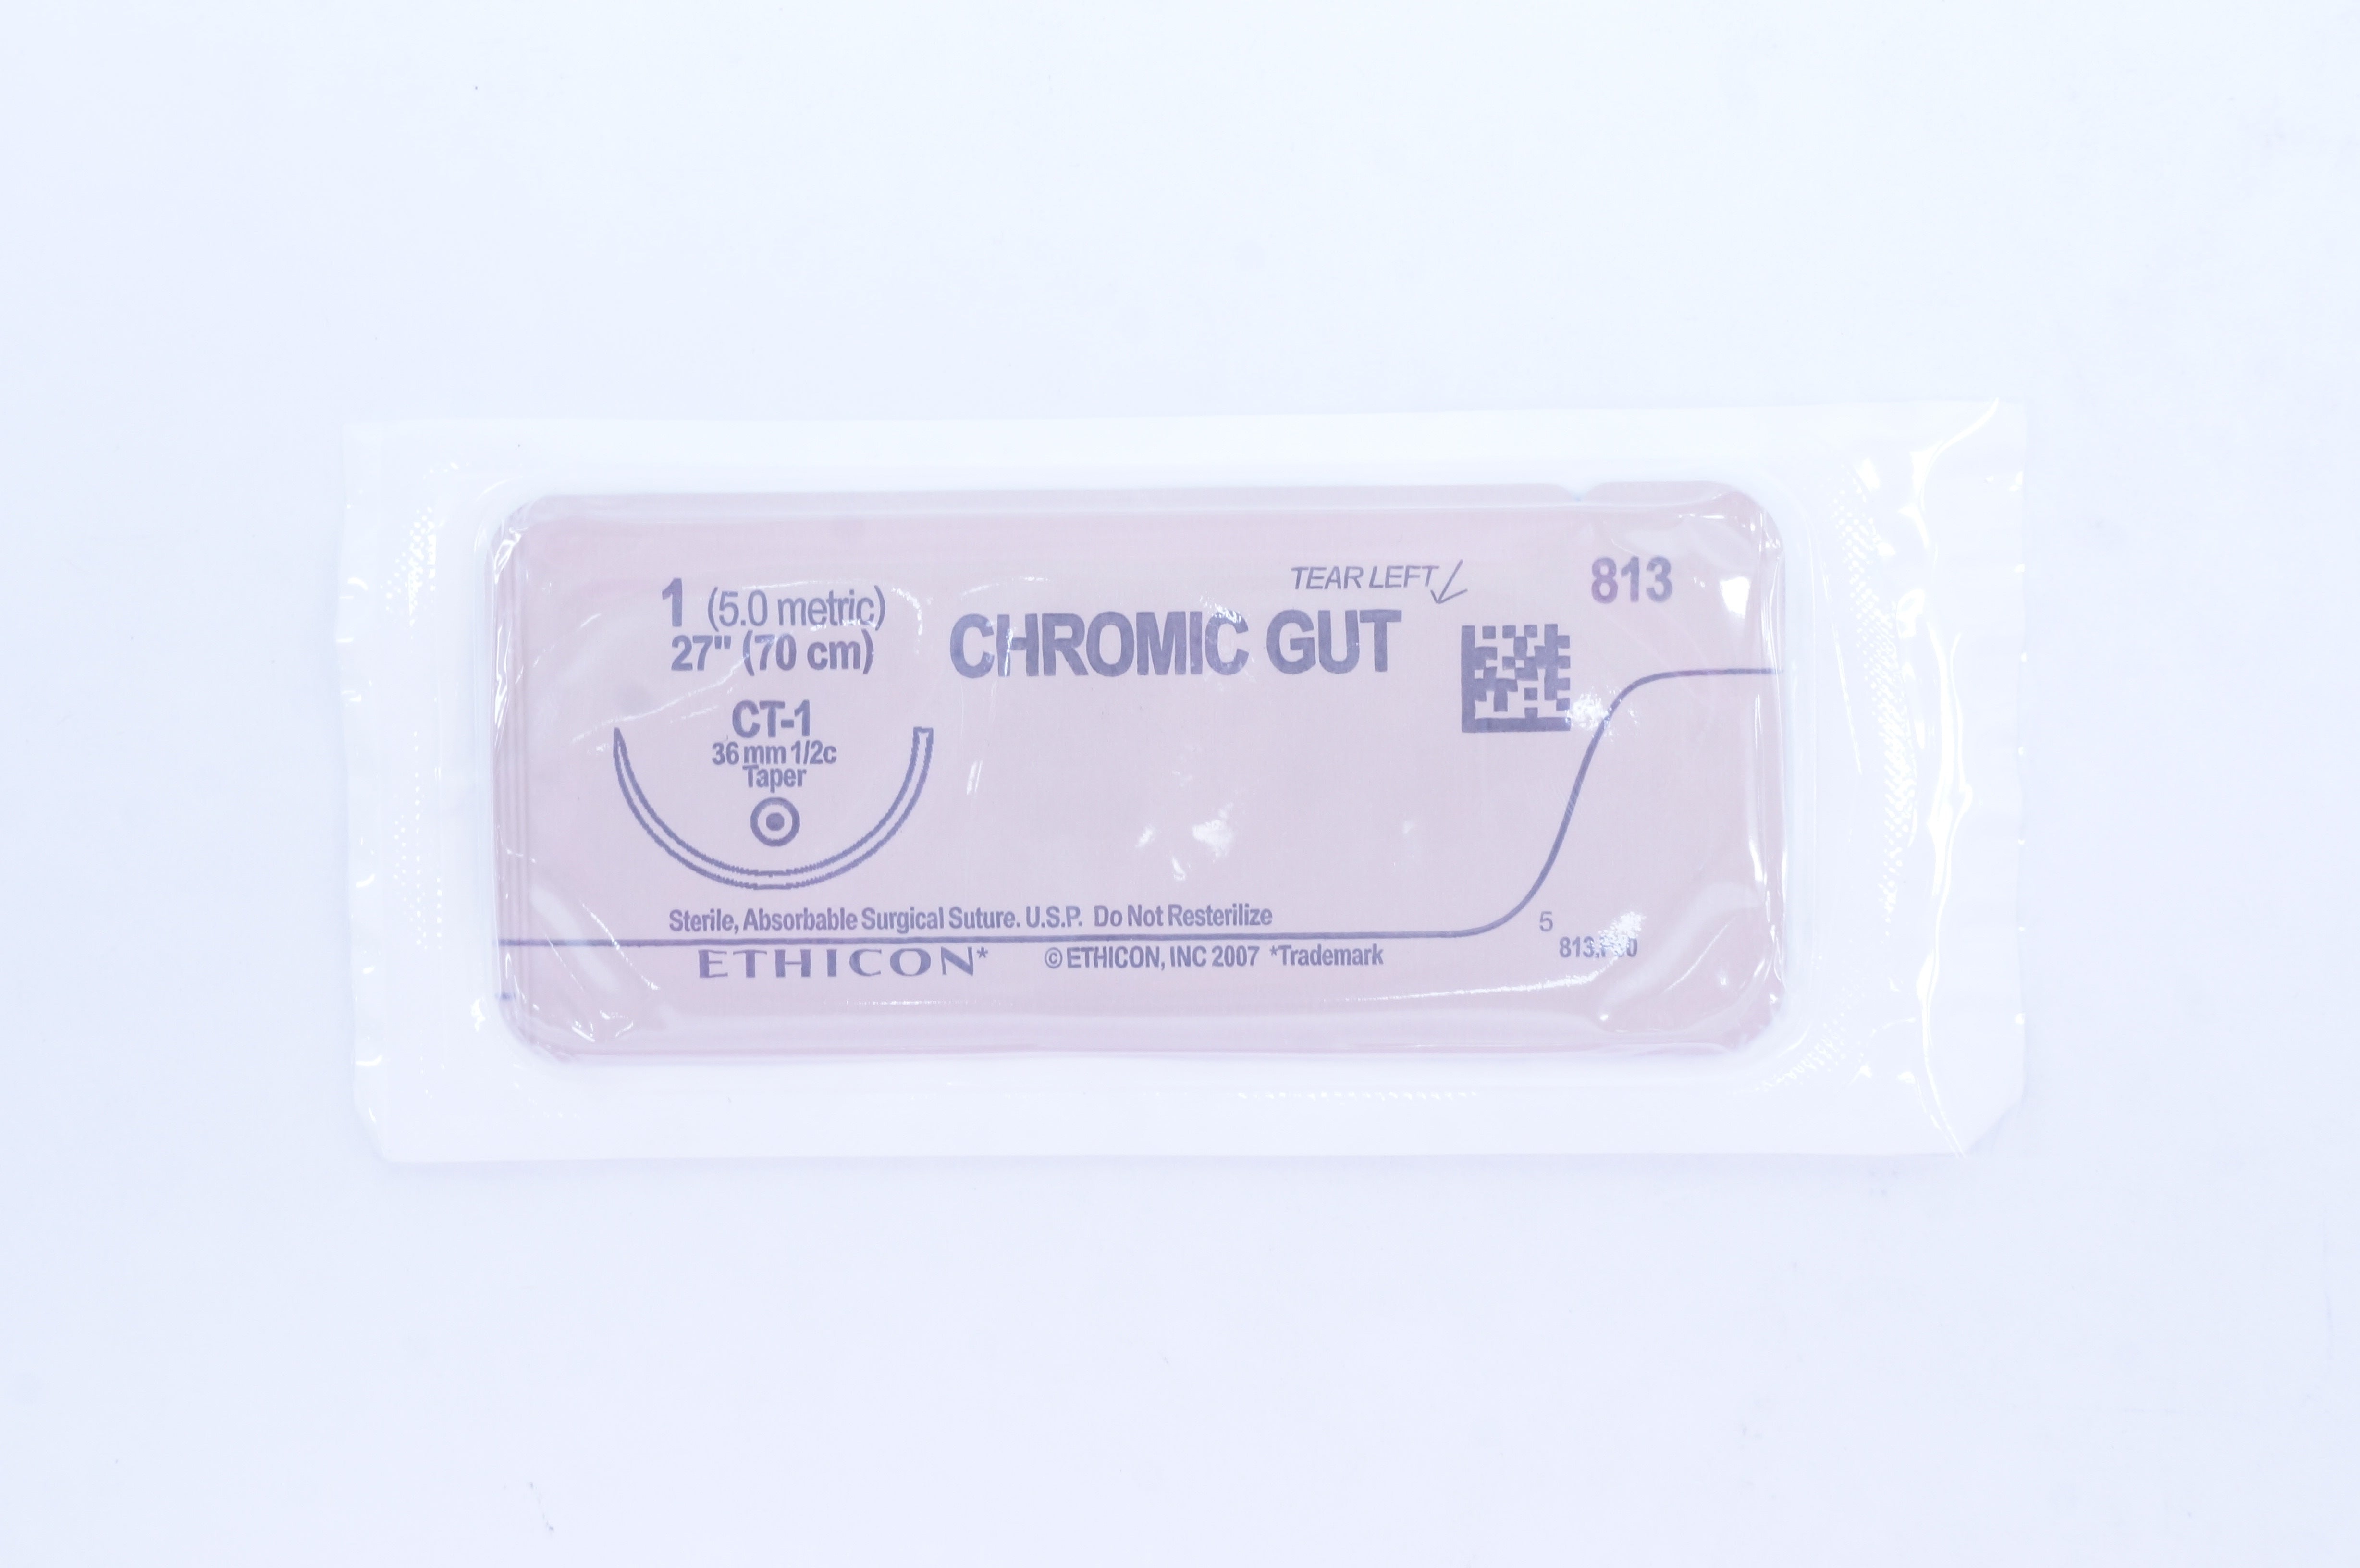 TEAR LEFT
813
1 (5.0 metric)
27" (70 cm)
CHROMIC GUT
CT-1
36 mm 1/2c
Taper
Sterile, Absorbable Surgical Suture. U.S.P. Do Not Resterilize
5
ETHICON* © ETHICON, INC 2007 *Trademark